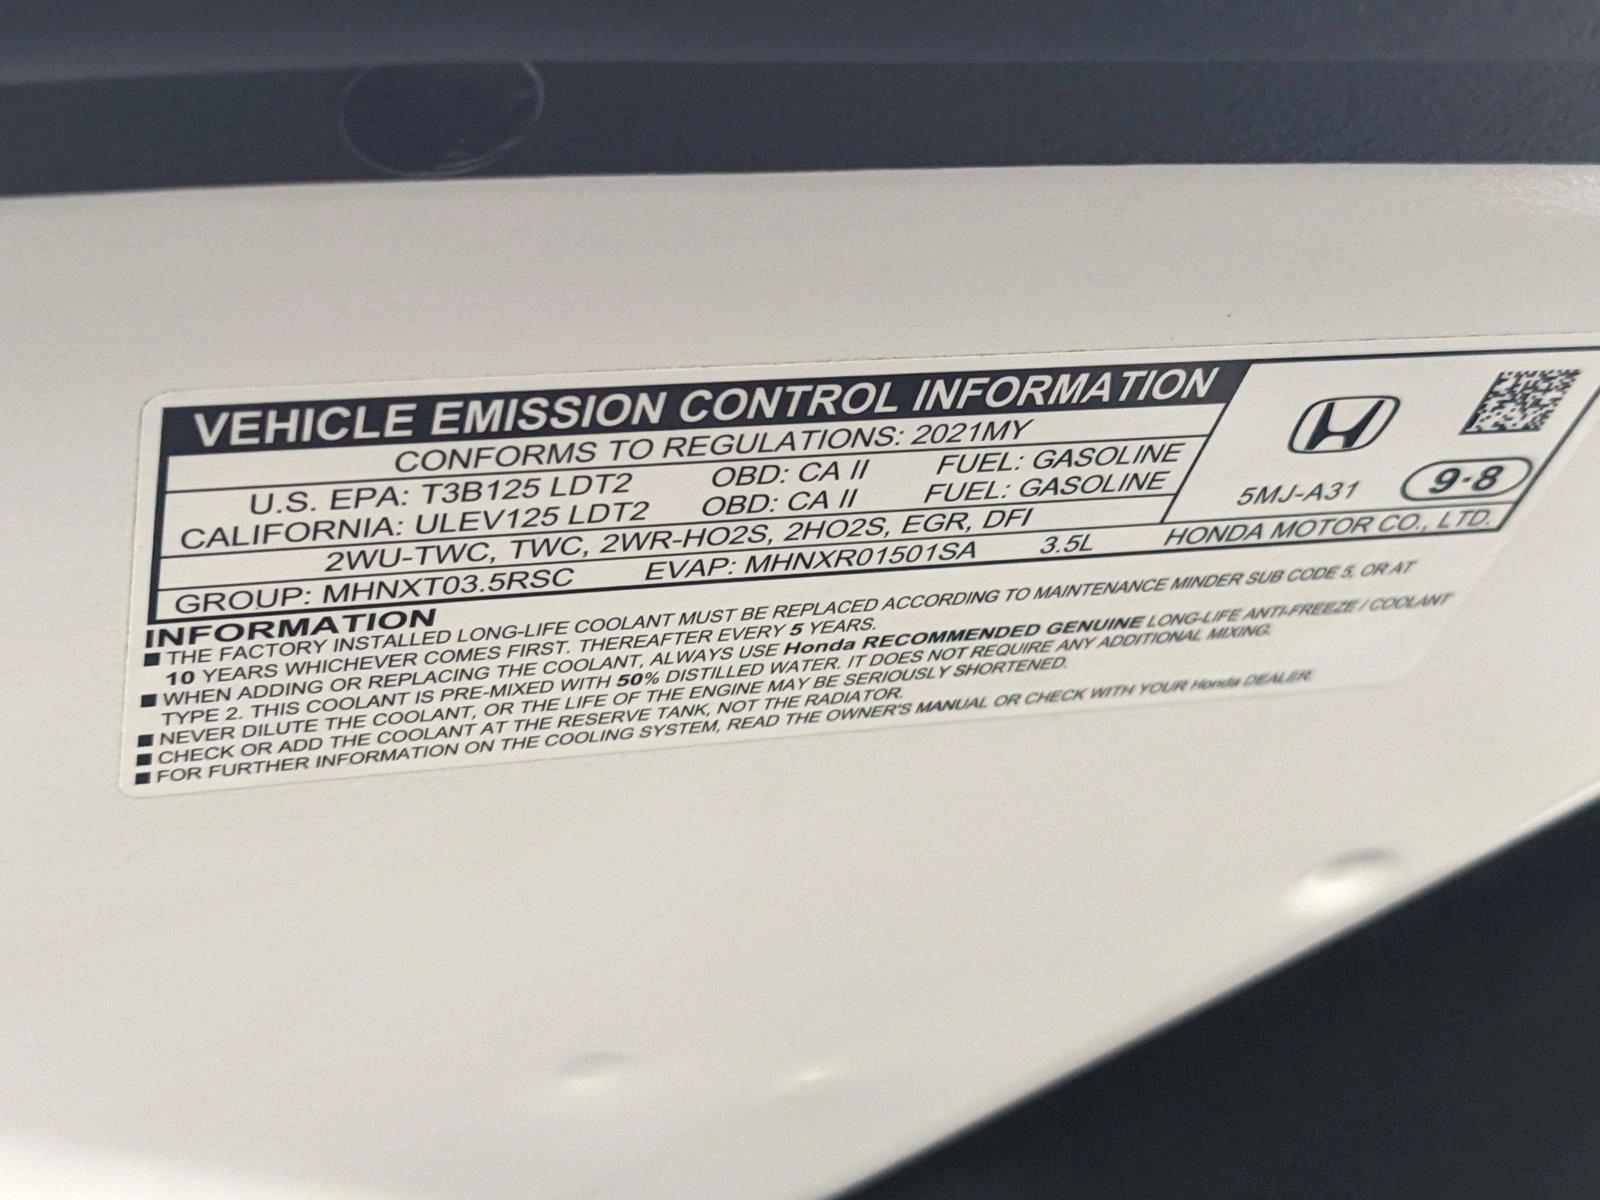 VEHICLE EMISSION CONTROL INFORMATION
CONFORMS TO REGULATIONS: 2021MY
U.S. EPA: T3B125 LDT2 OBD: CA II FUEL: GASOLINE
CALIFORNIA: ULEV125 LDT2 OBD: CA II FUEL: GASOLINE
2WU-TWC, TWC, 2WR-HO2S, 2HO2S, EGR, DFI
GROUP: MHNXT03.5RSC EVAP: MHNXR01501SA 3.5L
5MJ-A31 9-8
HONDA MOTOR CO., LTD.
INFORMATION
■ THE FACTORY INSTALLED LONG-LIFE COOLANT MUST BE REPLACED ACCORDING TO MAINTENANCE MINDER SUB CODE 5, OR AT
10 YEARS WHICHEVER COMES FIRST. THEREAFTER EVERY 5 YEARS.
■ WHEN ADDING OR REPLACING THE COOLANT, ALWAYS USE Honda RECOMMENDED GENUINE LONG-LIFE ANTI-FREEZE / COOLANT
TYPE 2. THIS COOLANT IS PRE-MIXED WITH 50% DISTILLED WATER. IT DOES NOT REQUIRE ANY ADDITIONAL MIXING.
■ NEVER DILUTE THE COOLANT, OR THE LIFE OF THE ENGINE MAY BE SERIOUSLY SHORTENED.
■ CHECK OR ADD THE COOLANT AT THE RESERVE TANK, NOT THE RADIATOR.
■ FOR FURTHER INFORMATION ON THE COOLING SYSTEM, READ THE OWNER'S MANUAL OR CHECK WITH YOUR Honda DEALER.